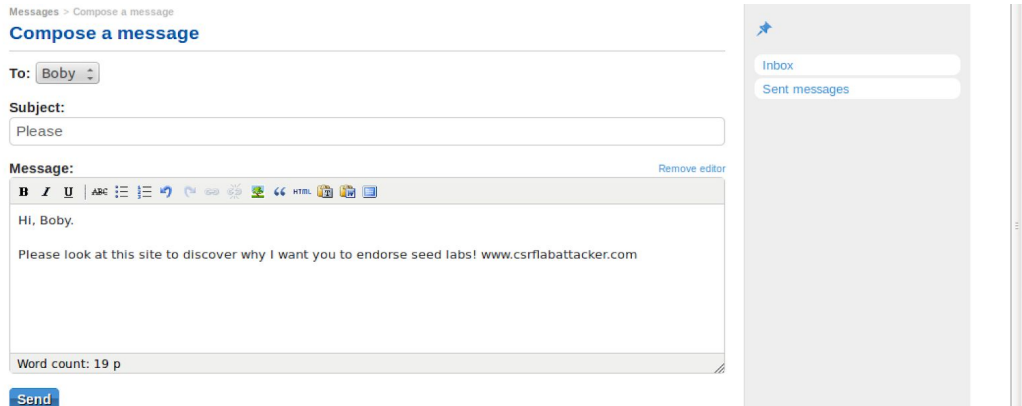 Messages > Compose a message
Compose a message
To: Boby
Subject:
Please
Message:
Remove editor
B I U ABC HTML
Hi, Boby.
Please look at this site to discover why I want you to endorse seed labs! www.csrflabattacker.com
Word count: 19 p
Send
Inbox
Sent messages